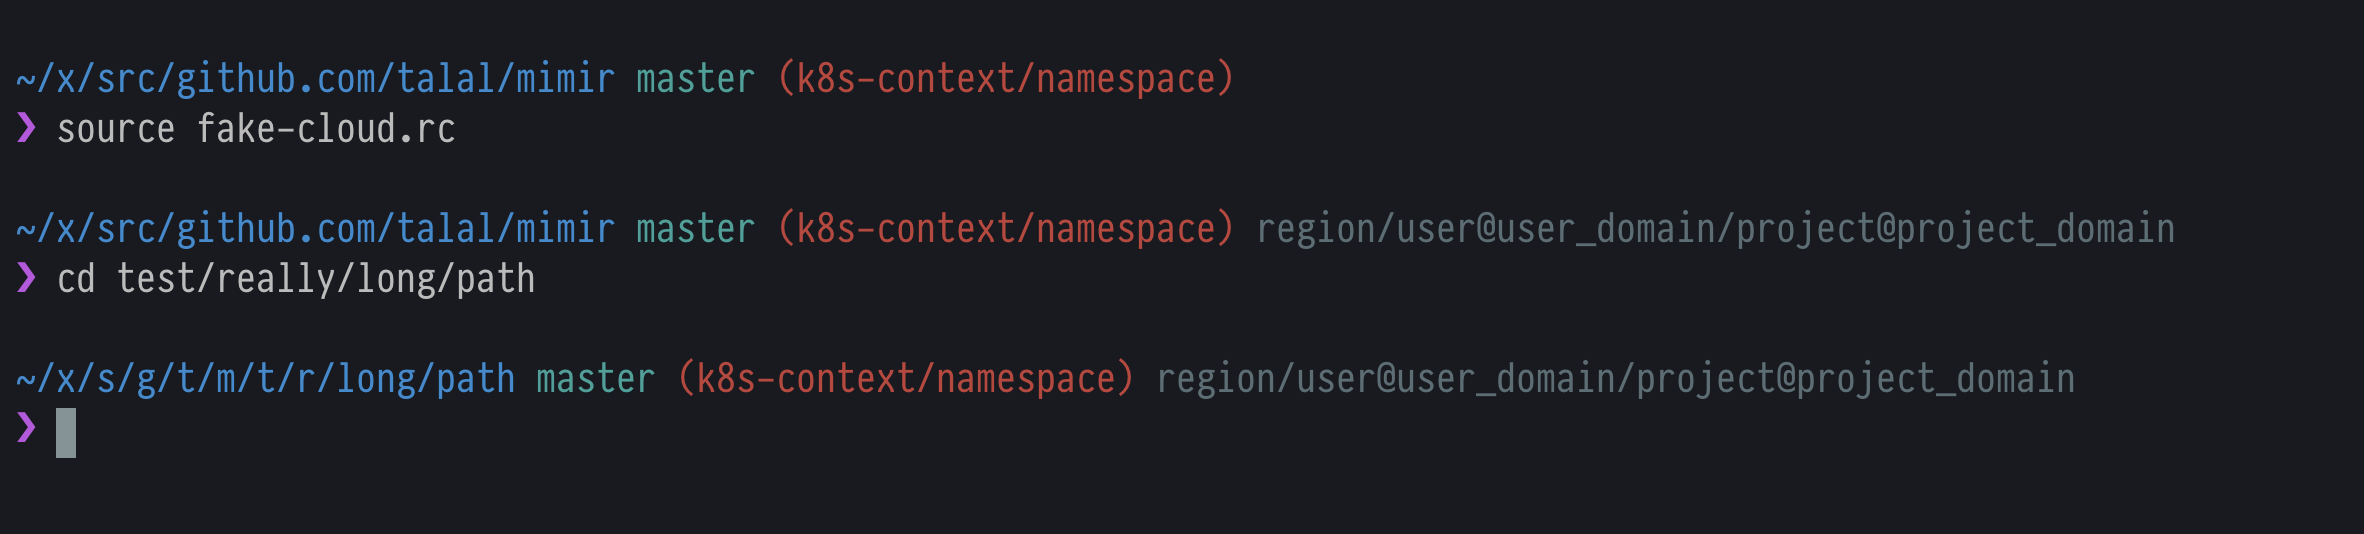 ~/x/src/github.com/talal/mimir master (k8s-context/namespace)
❯ source fake-cloud.rc
~/x/src/github.com/talal/mimir master (k8s-context/namespace) region/user@user_domain/project@project_domain
❯ cd test/really/long/path
~/x/s/g/t/m/t/r/long/path master (k8s-context/namespace) region/user@user_domain/project@project_domain
❯